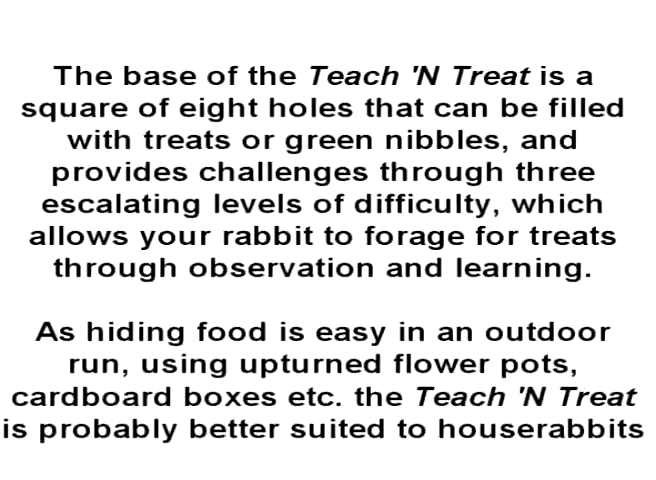 The base of the Teach 'N Treat is a
square of eight holes that can be filled
with treats or green nibbles, and
provides challenges through three
escalating levels of difficulty, which
allows your rabbit to forage for treats
through observation and learning.
As hiding food is easy in an outdoor
run, using upturned flower pots,
cardboard boxes etc. the Teach 'N Treat
is probably better suited to houserabbits